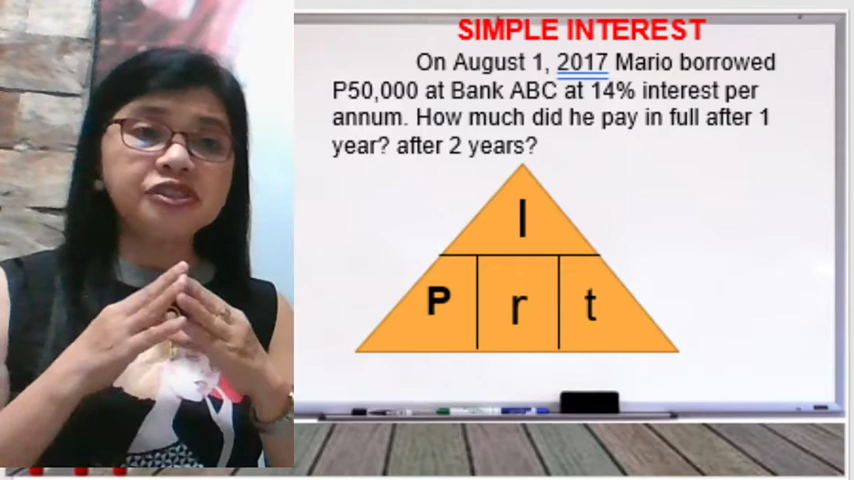 SIMPLE INTEREST
On August 1, 2017 Mario borrowed
P50,000 at Bank ABC at 14% interest per
annum. How much did he pay in full after 1
year? after 2 years?
I
P r t